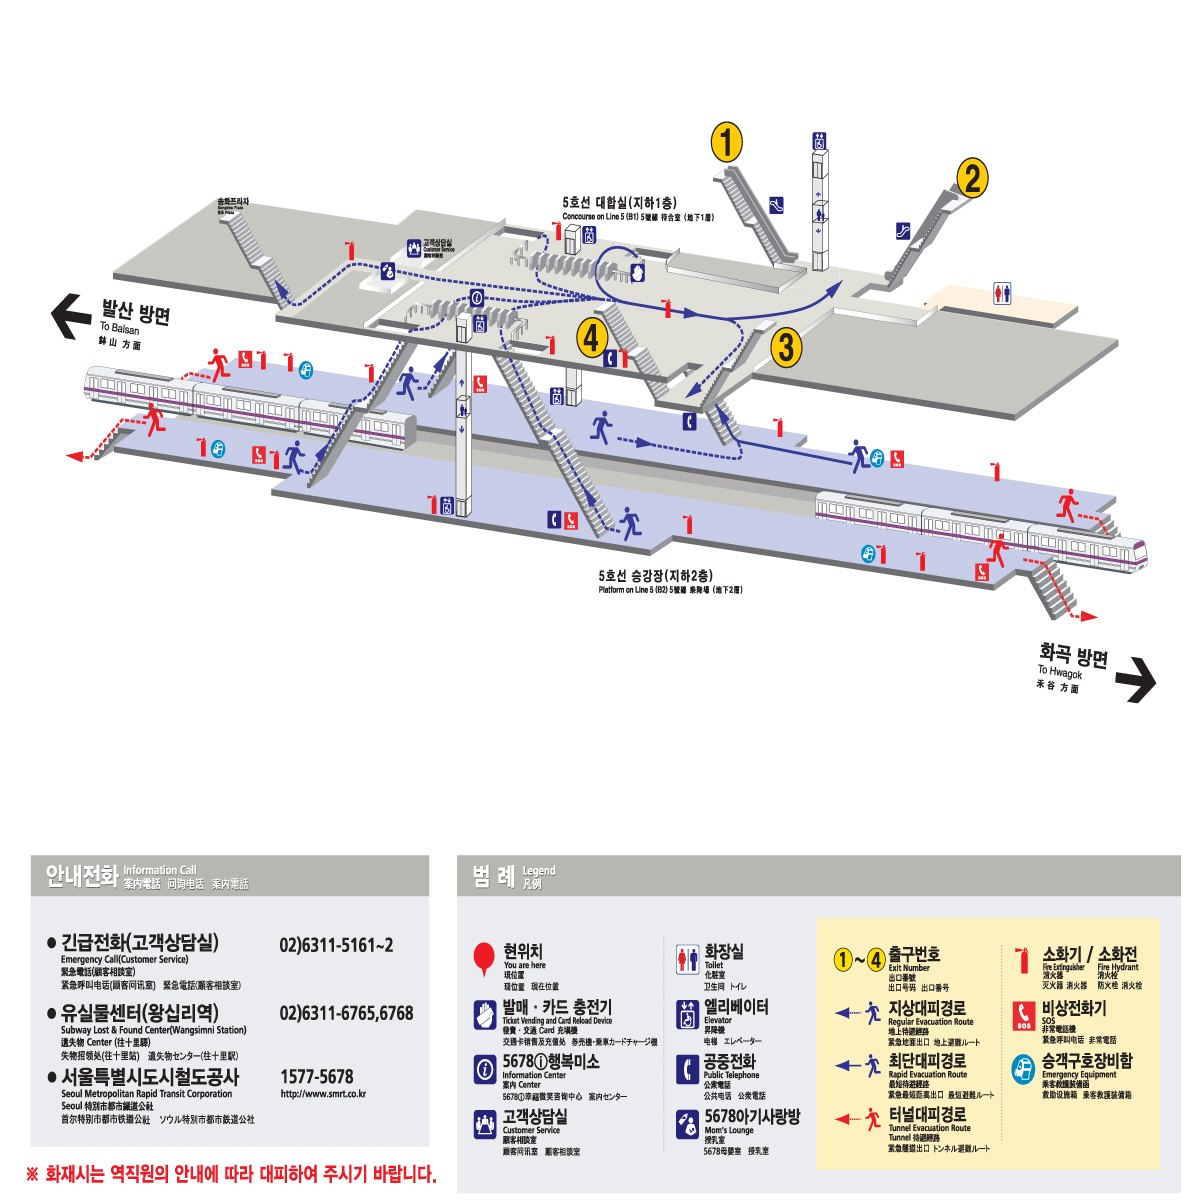 1
2
송화프라자
5호선 대합실(지하1층)
Concourse on Line 5 (B1) 5號線 待合室 (地下1層)
고객상담실
Customer Service
顧客相談室
발산 방면
To Balsan
鉢山 方面
4
3
SOS
SOS
SOS
SOS
SOS
SOS
5호선 승강장(지하2층)
Platform on Line 5 (B2) 5號線 乘降場 (地下2層)
화곡 방면
To Hwagok
禾谷 方面
안내전화 Information Call
案內電話 问询电话 案内電話
● 긴급전화(고객상담실) 02)6311-5161~2
Emergency Call(Customer Service)
緊急電話(顧客相談室)
紧急呼叫电话(顾客问讯室) 緊急電話(顧客相談室)
● 유실물센터(왕십리역) 02)6311-6765,6768
Subway Lost & Found Center(Wangsimni Station)
遺失物 Center (往十里驛)
失物招领处(往十里站) 遺失物センター(往十里駅)
● 서울특별시도시철도공사 1577-5678
Seoul Metropolitan Rapid Transit Corporation http://www.smrt.co.kr
Seoul 特別市都市鐵道公社
首尔特别市都市铁道公社 ソウル特別市都市鉄道公社
※ 화재시는 역직원의 안내에 따라 대피하여 주시기 바랍니다.
범 례 Legend
凡例
현위치
You are here
現位置
现位置 現在位置
발매 · 카드 충전기
Ticket Vending and Card Reload Device
發賣 · 交通 Card 充塡機
交通卡销售及充值处 券売機·乗車カードチャージ機
5678ⓘ행복미소
Information Center
案內 Center
5678ⓘ幸福微笑咨询中心 案内センター
고객상담실
Customer Service
顧客相談室
顾客问讯室 顧客相談室
화장실
Toilet
化粧室
卫生间 トイレ
엘리베이터
Elevator
昇降機
电梯 エレベーター
공중전화
Public Telephone
公衆電話
公共电话 公衆電話
5678아기사랑방
Mom's Lounge
授乳室
5678母婴室 授乳室
1~4 출구번호
Exit Number
出口番號
出口号码 出口番号
지상대피경로
Regular Evacuation Route
地上待避經路
紧急地面出口 地上避難ルート
최단대피경로
Rapid Evacuation Route
最短待避經路
紧急最短距离出口 最短避難ルート
터널대피경로
Tunnel Evacuation Route
Tunnel 待避經路
紧急隧道出口 トンネル避難ルート
소화기 / 소화전
Fire Extinguisher Fire Hydrant
消火器 消火栓
灭火器 消火器 防火栓 消火栓
SOS
비상전화기
SOS
非常電話機
紧急呼叫电话 非常電話
승객구호장비함
Emergency Equipment
乘客救護裝備函
救助设施箱 乗客救護装備箱